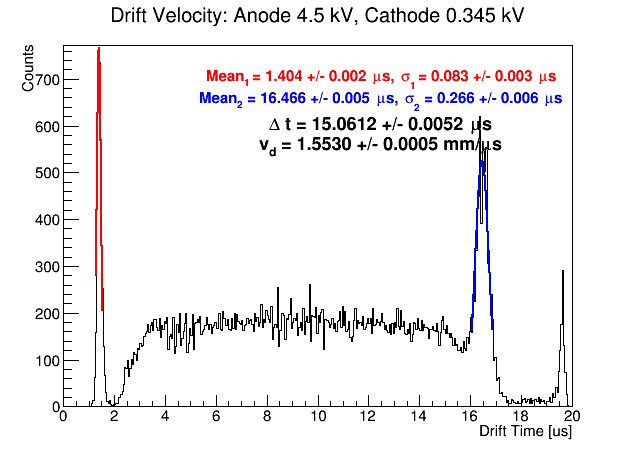 Drift Velocity: Anode 4.5 kV, Cathode 0.345 kV
Counts
Mean1 = 1.404 +/- 0.002 μs, σ1 = 0.083 +/- 0.003 μs
Mean2 = 16.466 +/- 0.005 μs, σ2 = 0.266 +/- 0.006 μs
Δ t = 15.0612 +/- 0.0052 μs
vd = 1.5530 +/- 0.0005 mm/μs
700
600
500
400
300
200
100
0
0 2 4 6 8 10 12 14 16 18 20
Drift Time [us]